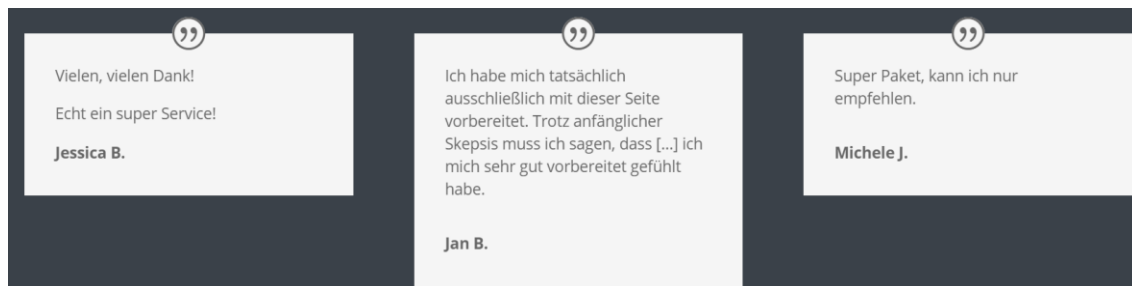 Vielen, vielen Dank!
Echt ein super Service!
Jessica B.
Ich habe mich tatsächlich
ausschließlich mit dieser Seite
vorbereitet. Trotz anfänglicher
Skepsis muss ich sagen, dass [...] ich
mich sehr gut vorbereitet gefühlt
habe.
Jan B.
Super Paket, kann ich nur
empfehlen.
Michele J.